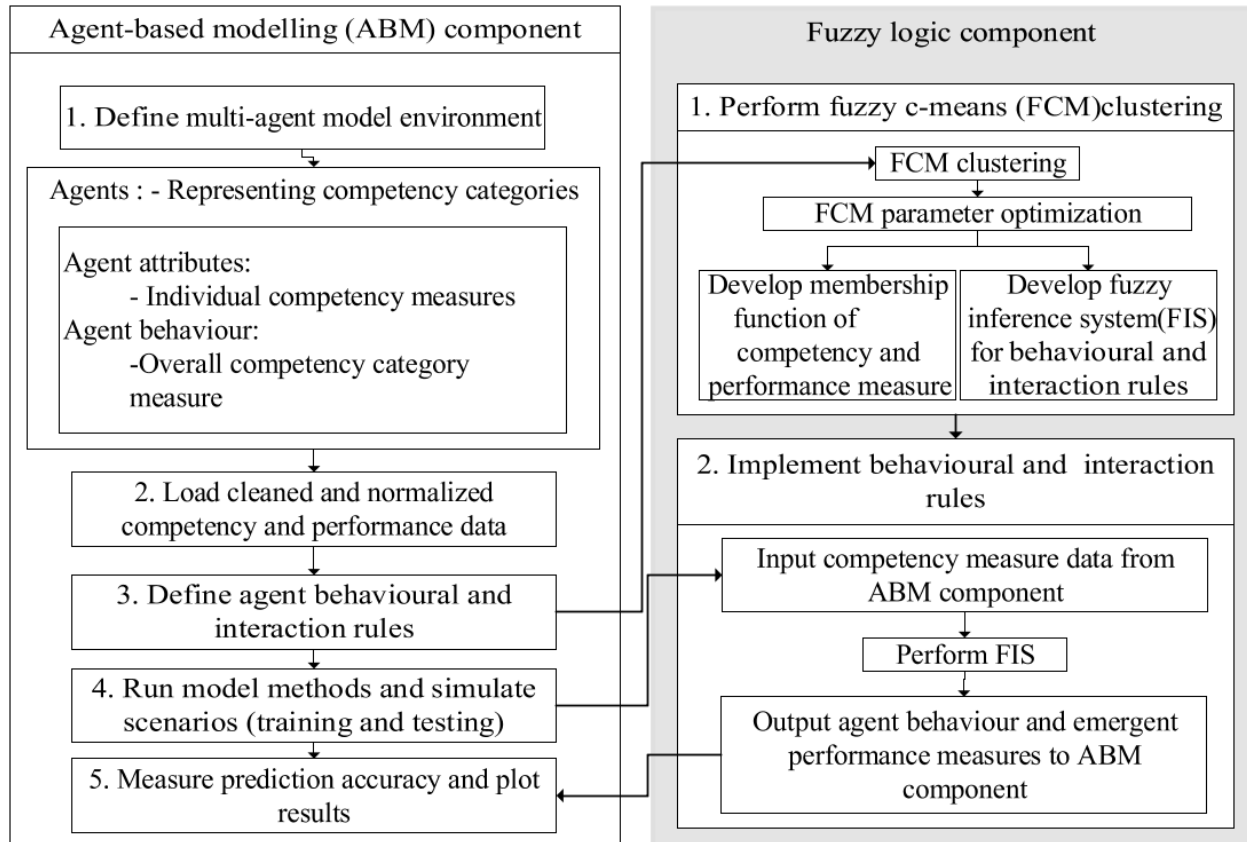 Agent-based modelling (ABM) component
1. Define multi-agent model environment
Agents : - Representing competency categories
Agent attributes:
- Individual competency measures
Agent behaviour:
-Overall competency category
measure
2. Load cleaned and normalized
competency and performance data
3. Define agent behavioural and
interaction rules
4. Run model methods and simulate
scenarios (training and testing)
5. Measure prediction accuracy and plot
results
Fuzzy logic component
1. Perform fuzzy c-means (FCM)clustering
FCM clustering
FCM parameter optimization
Develop membership
function of
competency and
performance measure
Develop fuzzy
inference system(FIS)
for behavioural and
interaction rules
2. Implement behavioural and interaction
rules
Input competency measure data from
ABM component
Perform FIS
Output agent behaviour and emergent
performance measures to ABM
component